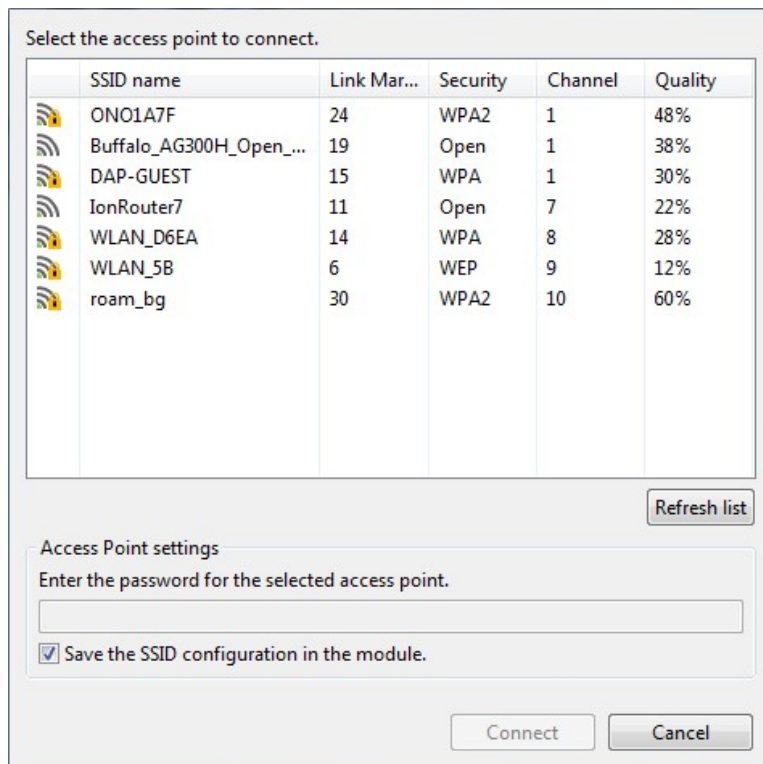 Select the access point to connect.
SSID name Link Mar... Security Channel Quality
ONO1A7F 24 WPA2 1 48%
Buffalo_AG300H_Open_... 19 Open 1 38%
DAP-GUEST 15 WPA 1 30%
IonRouter7 11 Open 7 22%
WLAN_D6EA 14 WPA 8 28%
WLAN_5B 6 WEP 9 12%
roam_bg 30 WPA2 10 60%
Refresh list
Access Point settings
Enter the password for the selected access point.
Save the SSID configuration in the module.
Connect Cancel